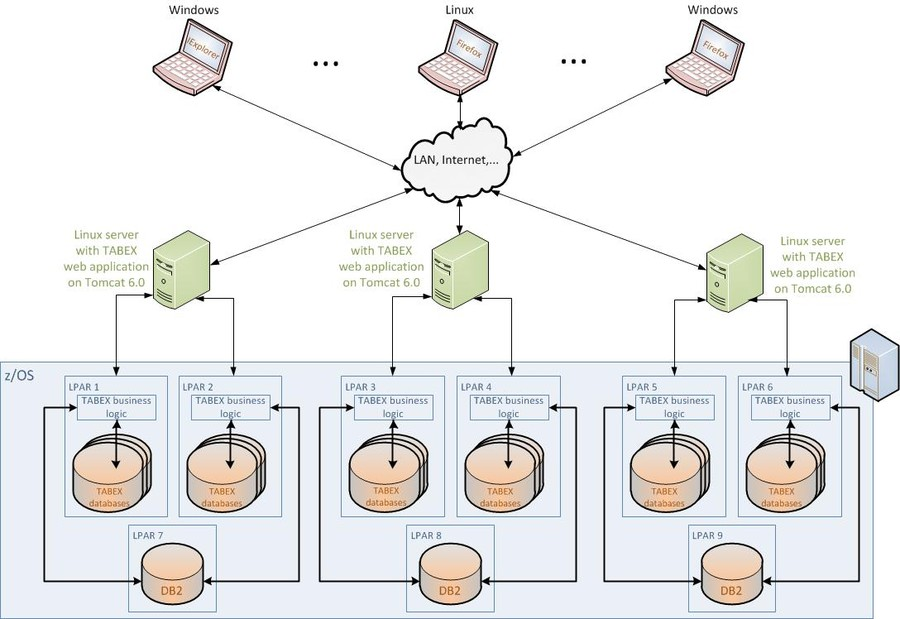 Windows
Linux
Windows
iExplorer
...
Firefox
...
Firefox
LAN, Internet,...
Linux server
with TABEX
web application
on Tomcat 6.0
Linux server
with TABEX
web application
on Tomcat 6.0
Linux server
with TABEX
web application
on Tomcat 6.0
z/OS
LPAR 1
TABEX business
logic
TABEX
databases
LPAR 2
TABEX business
logic
TABEX
databases
LPAR 3
TABEX business
logic
TABEX
databases
LPAR 4
TABEX business
logic
TABEX
databases
LPAR 5
TABEX business
logic
TABEX
databases
LPAR 6
TABEX business
logic
TABEX
databases
LPAR 7
DB2
LPAR 8
DB2
LPAR 9
DB2